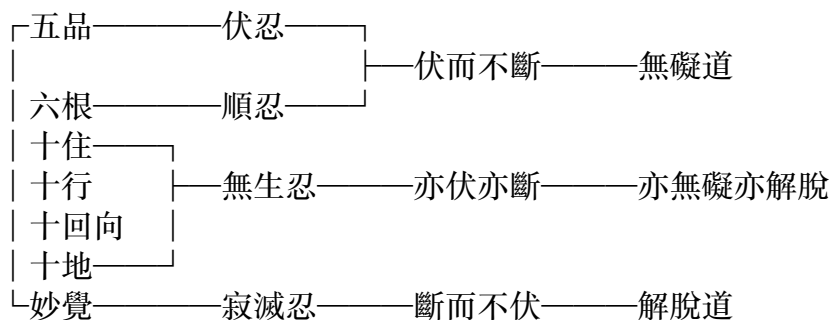 五品 伏忍
伏而不斷 無礙道
六根 順忍
十住
十行 無生忍 亦伏亦斷 亦無礙亦解脫
十回向
十地
妙覺 寂滅忍 斷而不伏 解脫道